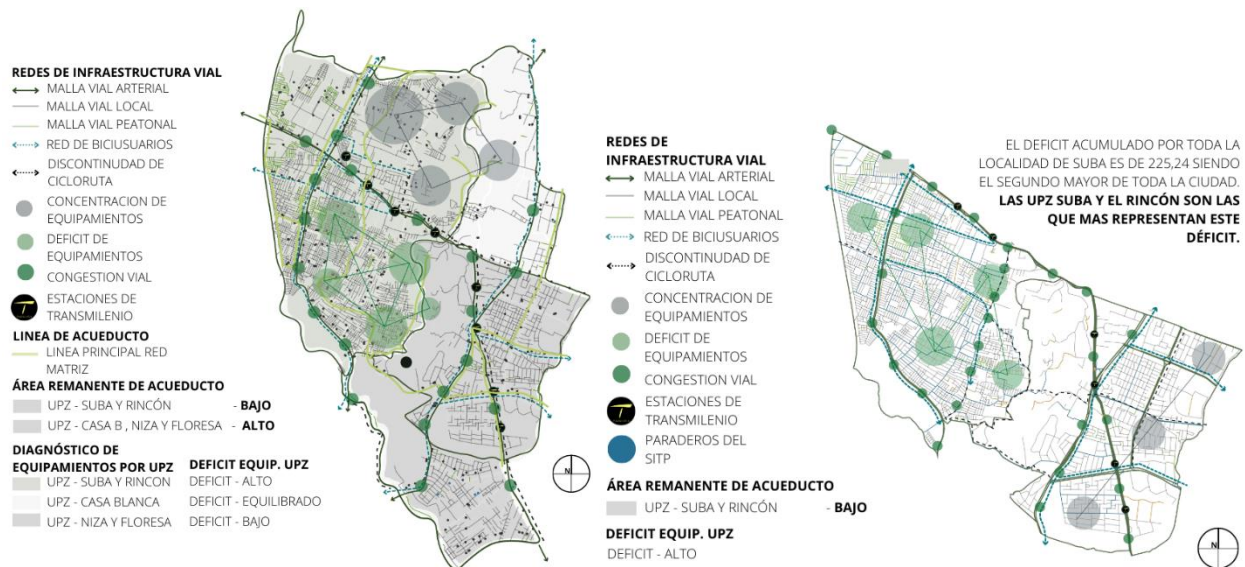 REDES DE INFRAESTRUCTURA VIAL
MALLA VIAL ARTERIAL
MALLA VIAL LOCAL
MALLA VIAL PEATONAL
RED DE BICIUSUARIOS
DISCONTINUDAD DE
CICLORUTA
CONCENTRACION DE
EQUIPAMIENTOS
DEFICIT DE
EQUIPAMIENTOS
CONGESTION VIAL
ESTACIONES DE
TRANSMILENIO
LINEA DE ACUEDUCTO
LINEA PRINCIPAL RED
MATRIZ
ÁREA REMANENTE DE ACUEDUCTO
UPZ - SUBA Y RINCÓN - BAJO
UPZ - CASA B , NIZA Y FLORESA - ALTO
DIAGNÓSTICO DE
EQUIPAMIENTOS POR UPZ DEFICIT EQUIP. UPZ
UPZ - SUBA Y RINCON DEFICIT - ALTO
UPZ - CASA BLANCA DEFICIT - EQUILIBRADO
UPZ - NIZA Y FLORESA DEFICIT - BAJO
N
REDES DE
INFRAESTRUCTURA VIAL
MALLA VIAL ARTERIAL
MALLA VIAL LOCAL
MALLA VIAL PEATONAL
RED DE BICIUSUARIOS
DISCONTINUDAD DE
CICLORUTA
CONCENTRACION DE
EQUIPAMIENTOS
DEFICIT DE
EQUIPAMIENTOS
CONGESTION VIAL
ESTACIONES DE
TRANSMILENIO
PARADEROS DEL
SITP
ÁREA REMANENTE DE ACUEDUCTO
UPZ - SUBA Y RINCÓN - BAJO
DEFICIT EQUIP. UPZ
DEFICIT - ALTO
EL DEFICIT ACUMULADO POR TODA LA
LOCALIDAD DE SUBA ES DE 225,24 SIENDO
EL SEGUNDO MAYOR DE TODA LA CIUDAD.
LAS UPZ SUBA Y EL RINCÓN SON LAS
QUE MAS REPRESENTAN ESTE
DÉFICIT.
N